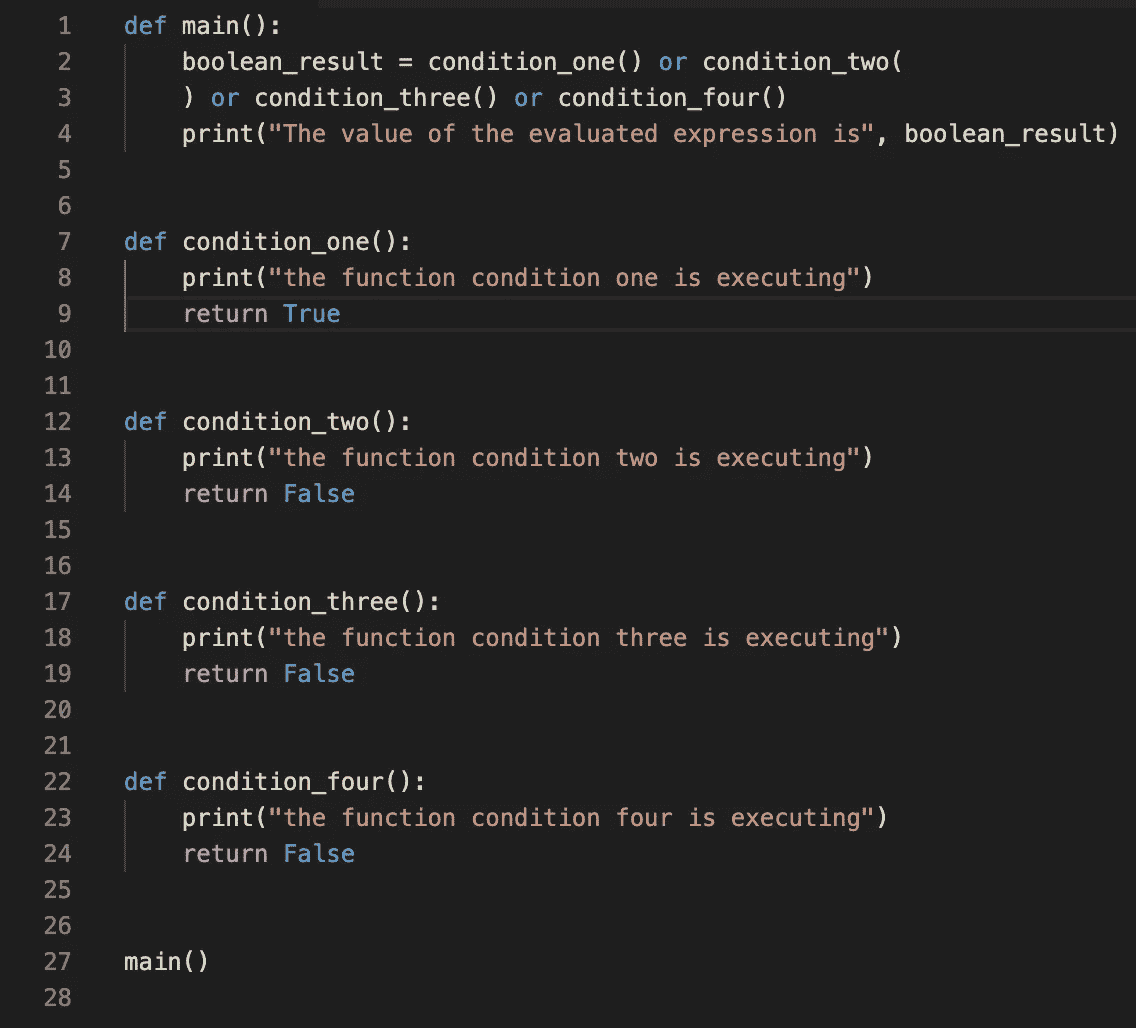 1 def main():
2     boolean_result = condition_one() or condition_two(
3     ) or condition_three() or condition_four()
4     print("The value of the evaluated expression is", boolean_result)
5
6
7 def condition_one():
8     print("the function condition one is executing")
9     return True
10
11
12 def condition_two():
13     print("the function condition two is executing")
14     return False
15
16
17 def condition_three():
18     print("the function condition three is executing")
19     return False
20
21
22 def condition_four():
23     print("the function condition four is executing")
24     return False
25
26
27 main()
28